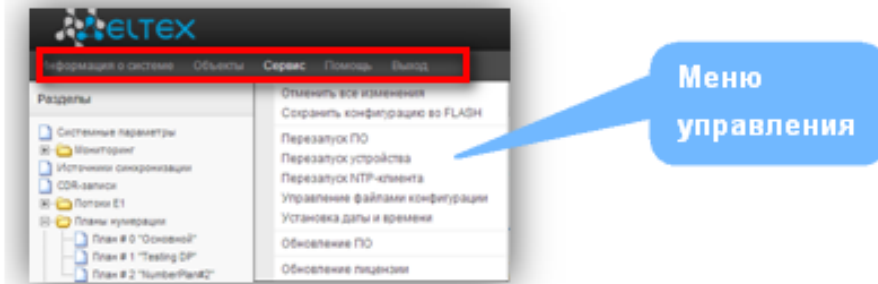 ELTEX
Информация о системе Объекты Сервис Помощь Выход
Разделы
Системные параметры
Мониторинг
Источники синхронизации
CDR-записи
Потоки E1
Планы нумерации
План # 0 "Основной"
План # 1 "Testing DP"
План # 2 "NumberPlan#2"
Отменить все изменения
Сохранить конфигурацию во FLASH
Перезапуск ПО
Перезапуск устройства
Перезапуск NTP-клиента
Управление файлами конфигурации
Установка даты и времени
Обновление ПО
Обновление лицензии
Меню
управления